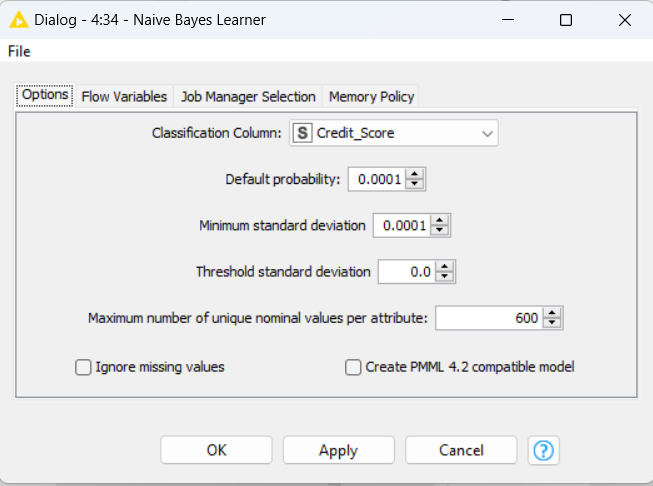 Dialog - 4:34 - Naive Bayes Learner
File
Options Flow Variables Job Manager Selection Memory Policy
Classification Column: S Credit_Score
Default probability: 0.0001
Minimum standard deviation 0.0001
Threshold standard deviation 0.0
Maximum number of unique nominal values per attribute: 600
Ignore missing values Create PMML 4.2 compatible model
OK Apply Cancel ?